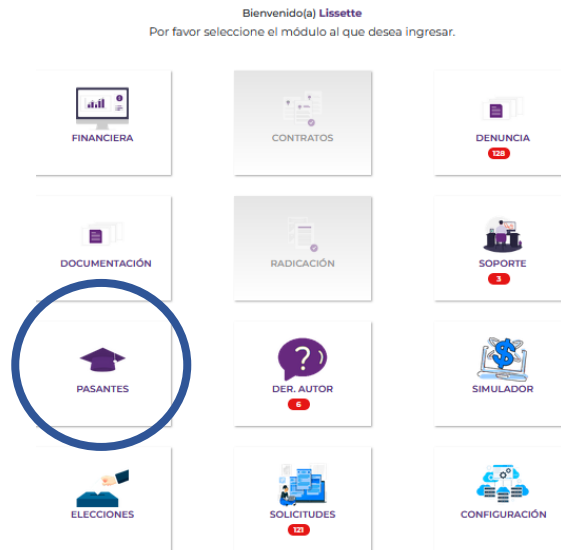 Bienvenido(a) Lissette
Por favor seleccione el módulo al que desea ingresar.
FINANCIERA
CONTRATOS
DENUNCIA
128
DOCUMENTACIÓN
RADICACIÓN
SOPORTE
3
PASANTES
DER. AUTOR
6
SIMULADOR
ELECCIONES
SOLICITUDES
121
CONFIGURACIÓN